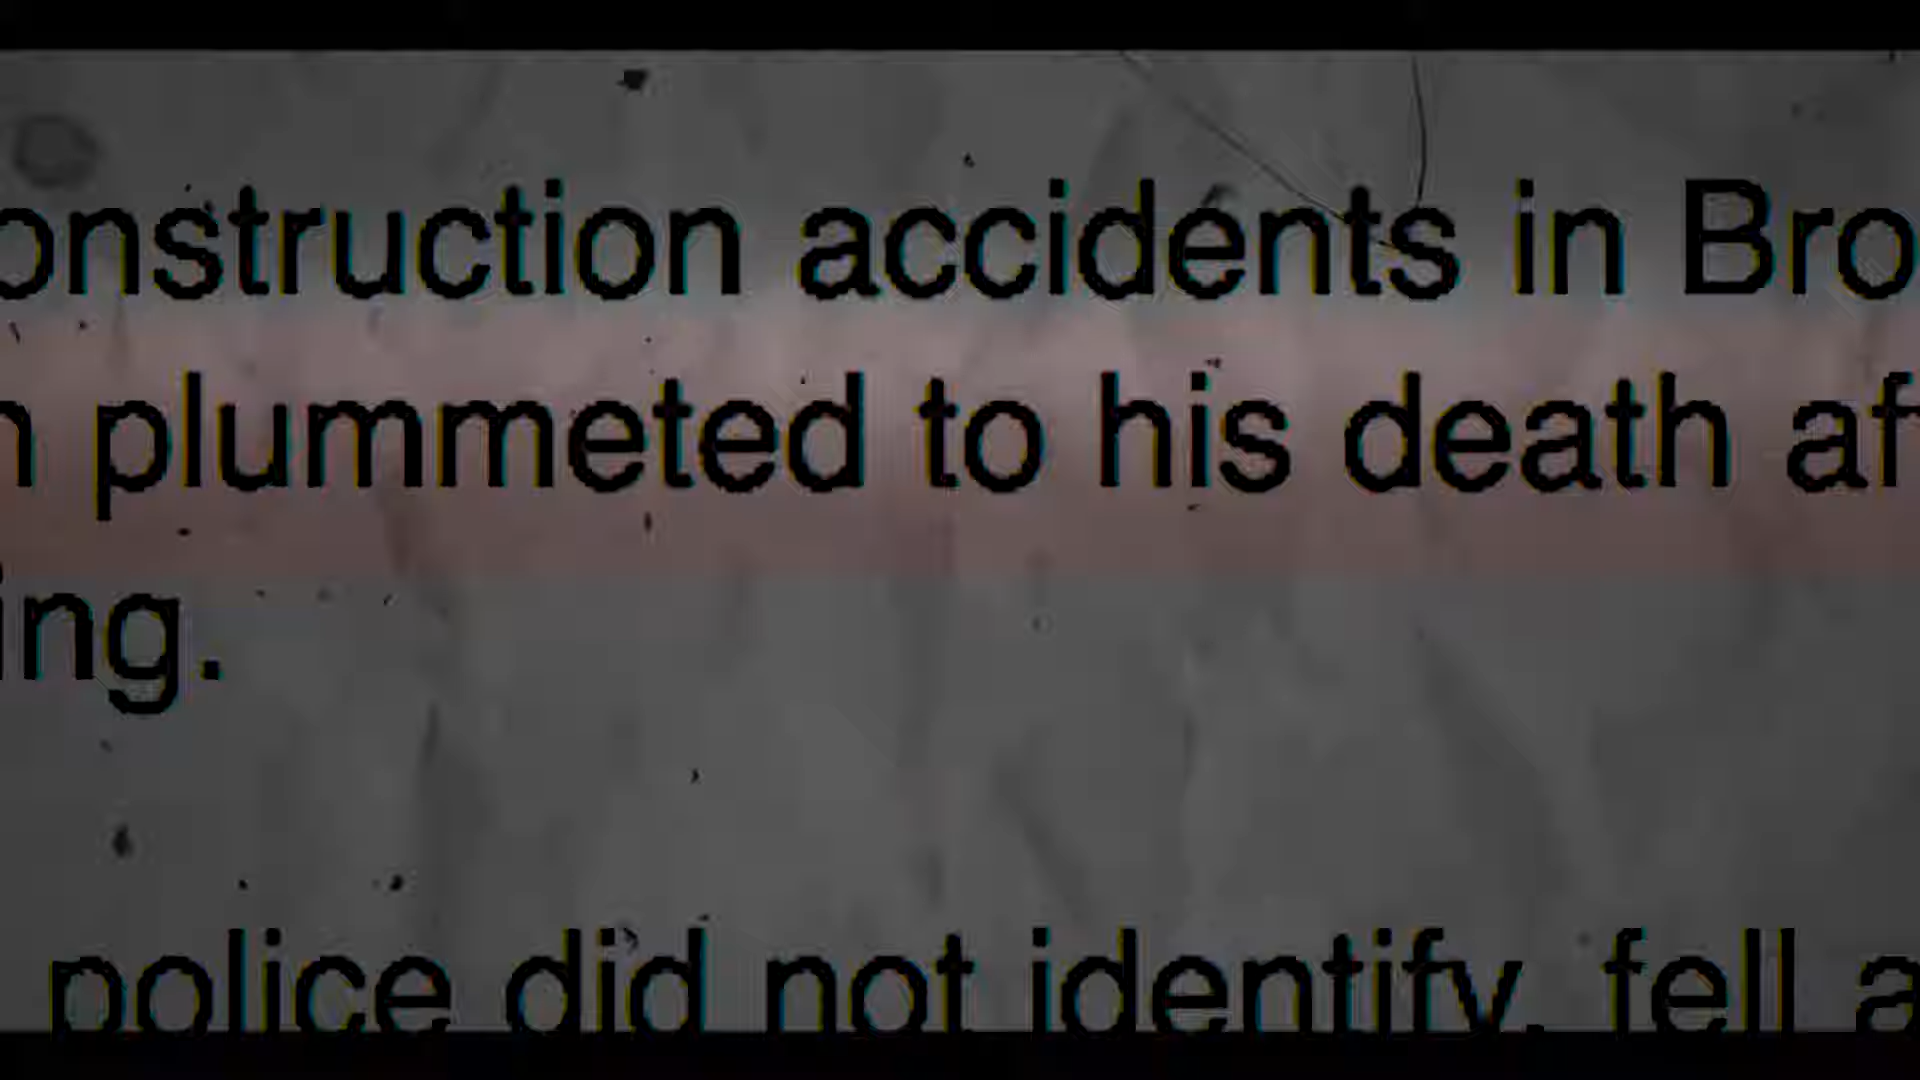 onstruction accidents in Bro
n plummeted to his death af
ing.
police did not identify, fell a